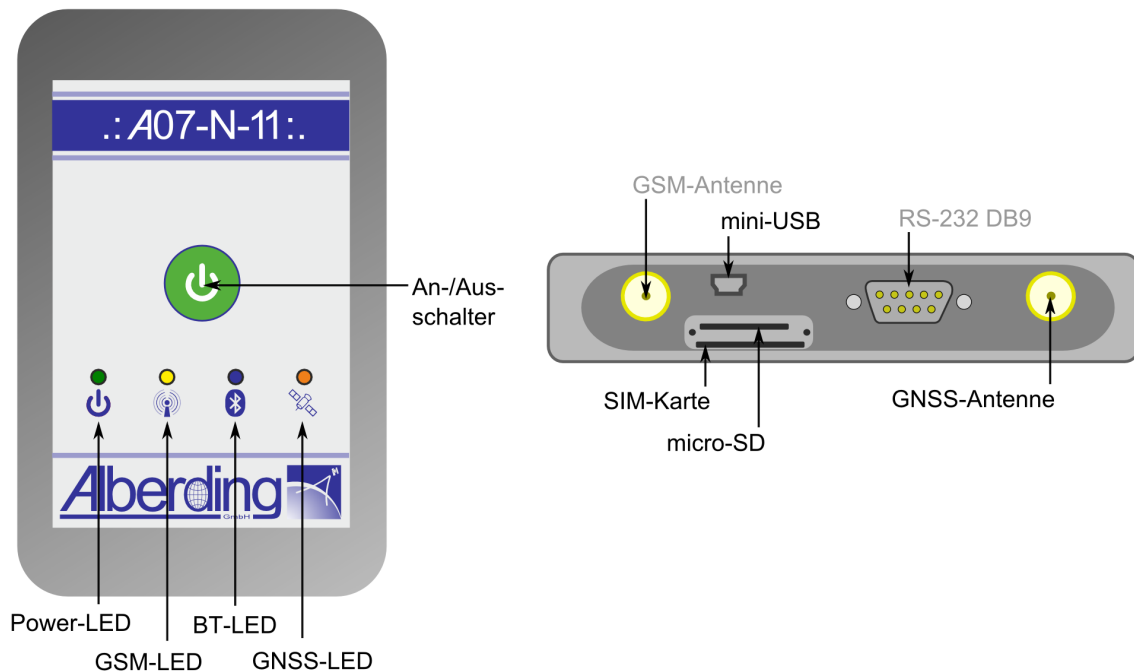 .:A07-N-11:.
An-/Aus-
schalter
Alberding
GmbH
N
Power-LED
GSM-LED
BT-LED
GNSS-LED
GSM-Antenne
mini-USB
RS-232 DB9
SIM-Karte
micro-SD
GNSS-Antenne